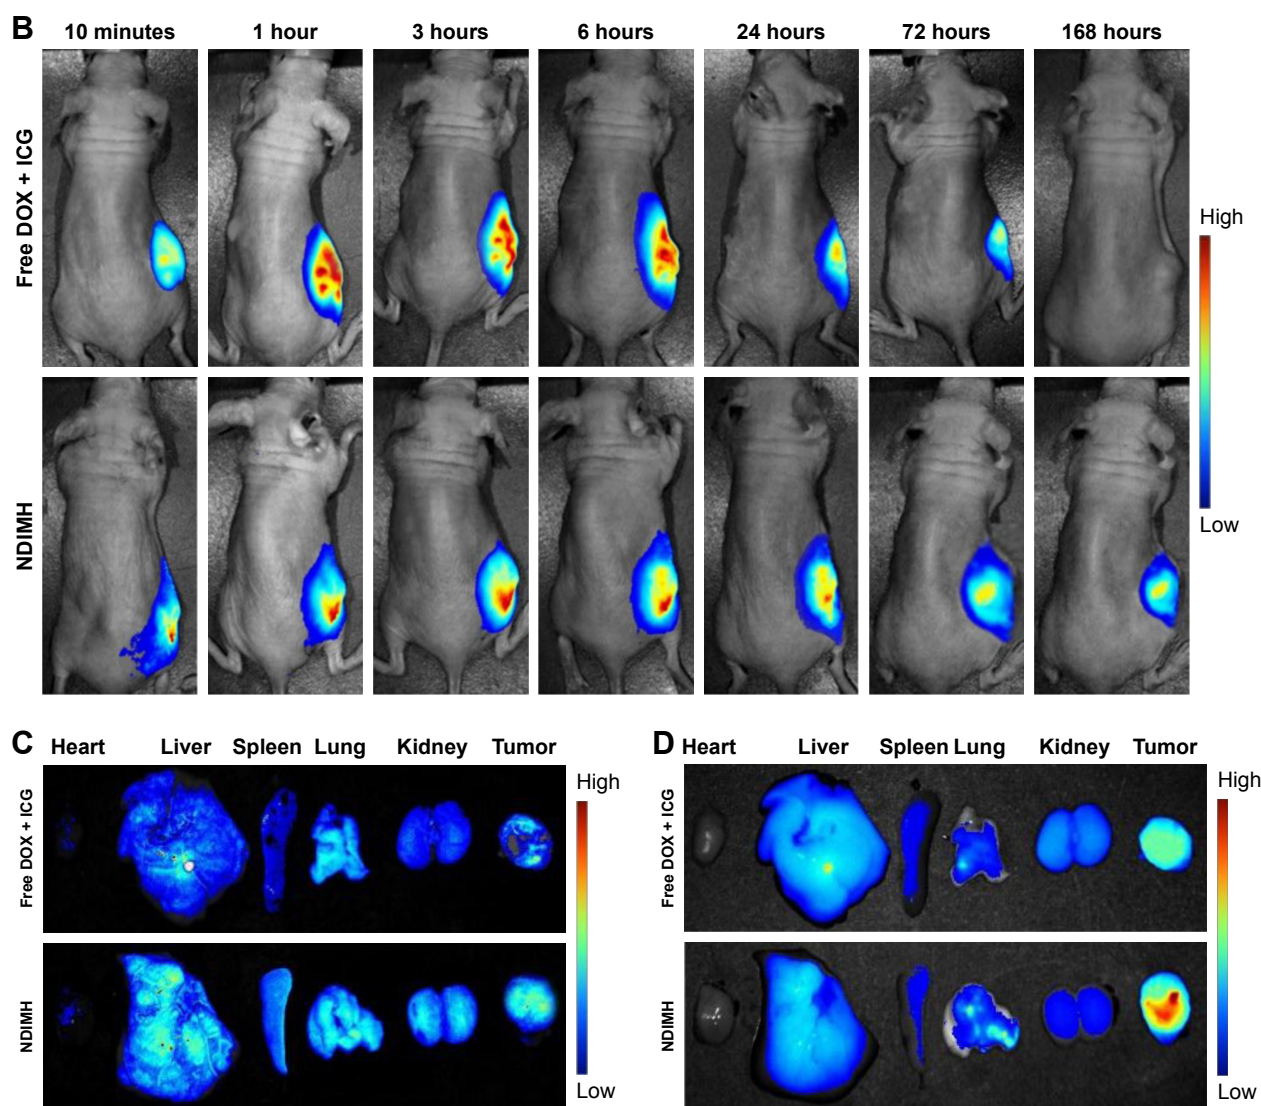 B
10 minutes 1 hour 3 hours 6 hours 24 hours 72 hours 168 hours
Free DOX + ICG
High
Low
NDIMH
C
Heart Liver Spleen Lung Kidney Tumor
Free DOX + ICG
High
NDIMH
Low
D
Heart Liver Spleen Lung Kidney Tumor
Free DOX + ICG
High
NDIMH
Low